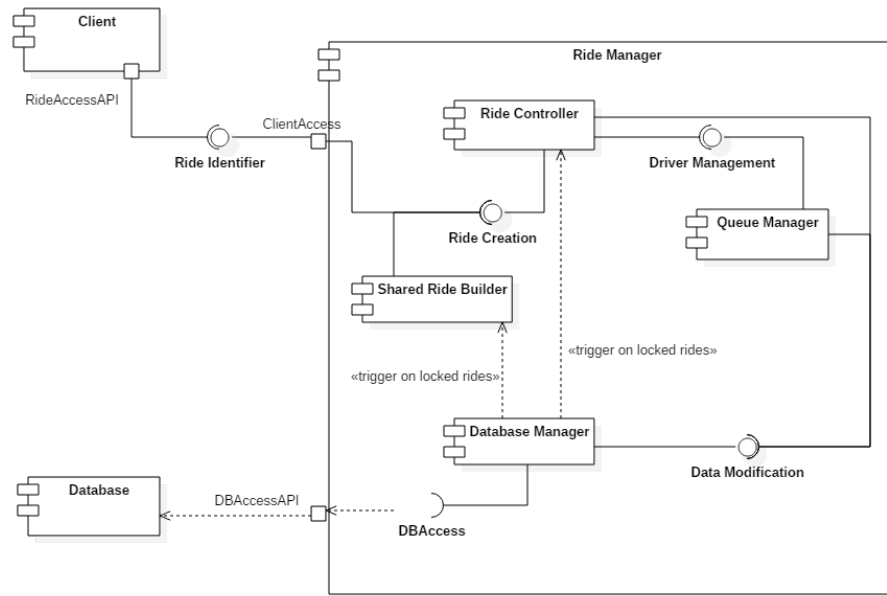 Client
Ride Manager
RideAccessAPI
Ride Controller
ClientAccess
Ride Identifier
Driver Management
Queue Manager
Ride Creation
Shared Ride Builder
«trigger on locked rides»
«trigger on locked rides»
Database Manager
Data Modification
Database
DBAccessAPI
DBAccess